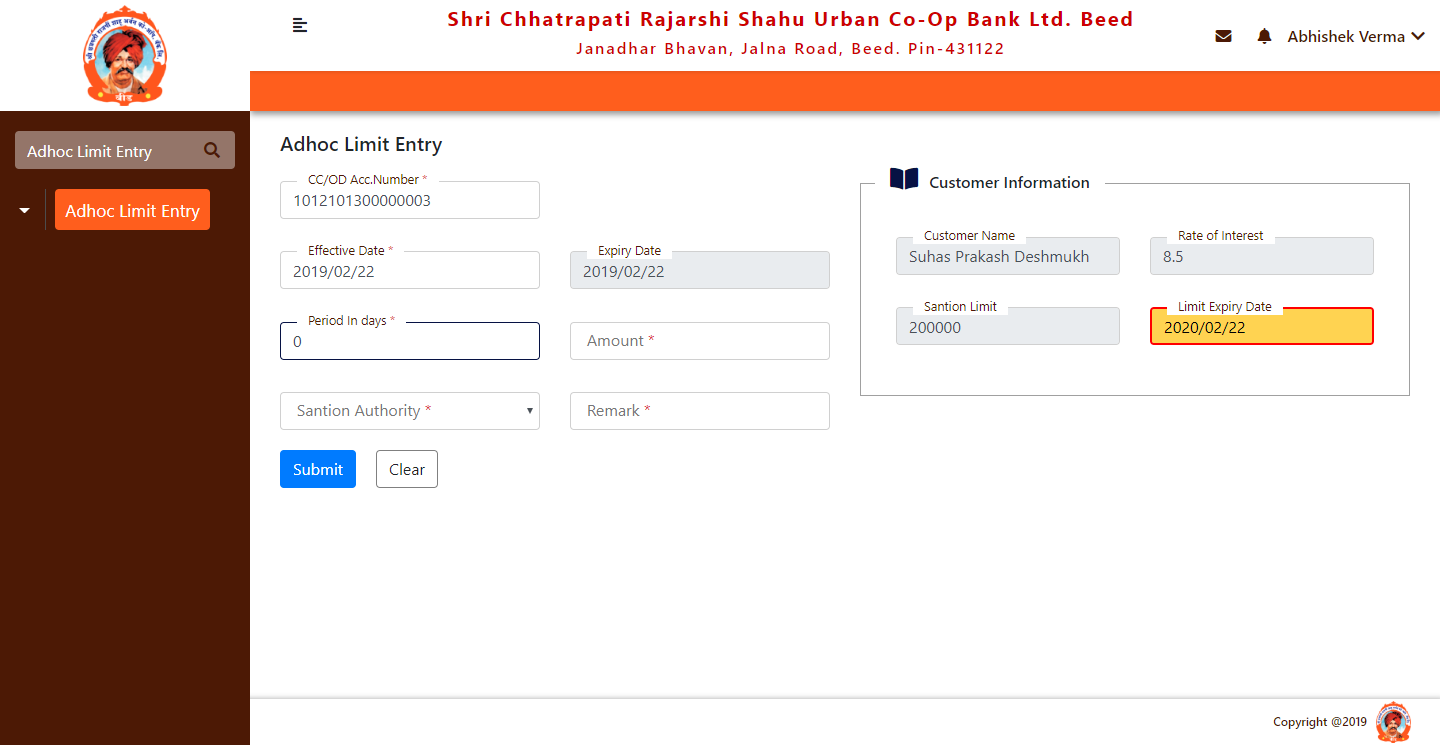 Shri Chhatrapati Rajarshi Shahu Urban Co-Op Bank Ltd. Beed
Janadhar Bhavan, Jalna Road, Beed. Pin-431122
Abhishek Verma
बीड
Adhoc Limit Entry
Adhoc Limit Entry
Adhoc Limit Entry
CC/OD Acc.Number *
1012101300000003
Effective Date *
2019/02/22
Expiry Date
2019/02/22
Period In days *
0
Amount *
Santion Authority *
Remark *
Submit
Clear
Customer Information
Customer Name
Suhas Prakash Deshmukh
Rate of Interest
8.5
Santion Limit
200000
Limit Expiry Date
2020/02/22
Copyright @2019